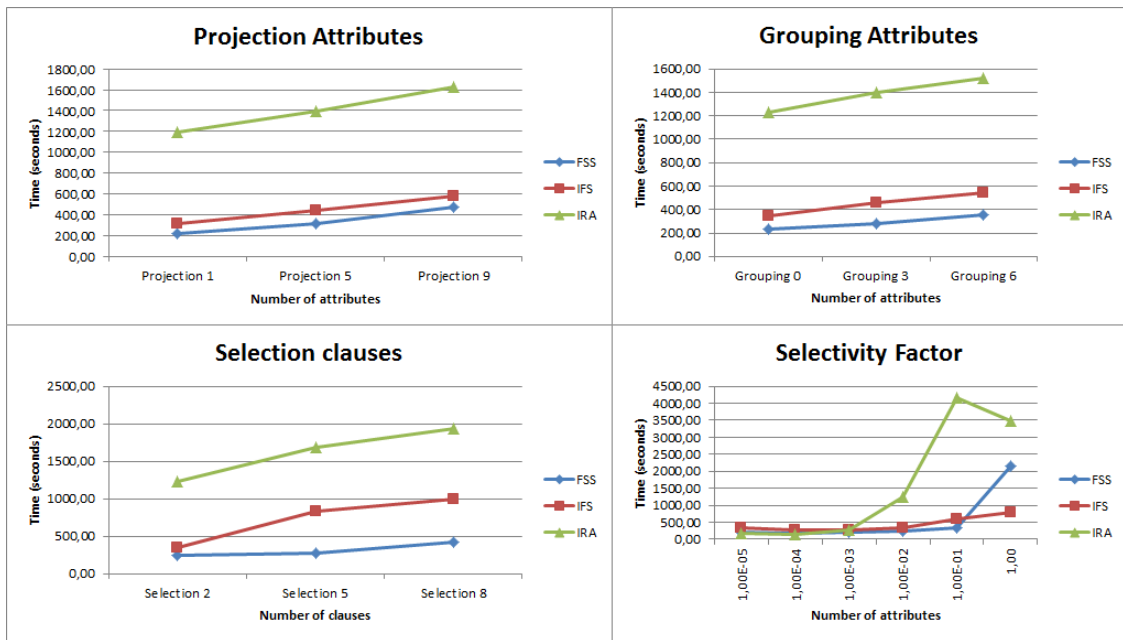 Projection Attributes
Time (seconds)
1800,00
1600,00
1400,00
1200,00
1000,00
800,00
600,00
400,00
200,00
0,00
Projection 1
Projection 5
Projection 9
Number of attributes
FSS
IFS
IRA
Grouping Attributes
Time (seconds)
1600,00
1400,00
1200,00
1000,00
800,00
600,00
400,00
200,00
0,00
Grouping 0
Grouping 3
Grouping 6
Number of attributes
FSS
IFS
IRA
Selection clauses
Time (seconds)
2500,00
2000,00
1500,00
1000,00
500,00
0,00
Selection 2
Selection 5
Selection 8
Number of clauses
FSS
IFS
IRA
Selectivity Factor
Time (seconds)
4500,00
4000,00
3500,00
3000,00
2500,00
2000,00
1500,00
1000,00
500,00
0,00
1,00E-05
1,00E-04
1,00E-03
1,00E-02
1,00E-01
1,00
Number of attributes
FSS
IFS
IRA